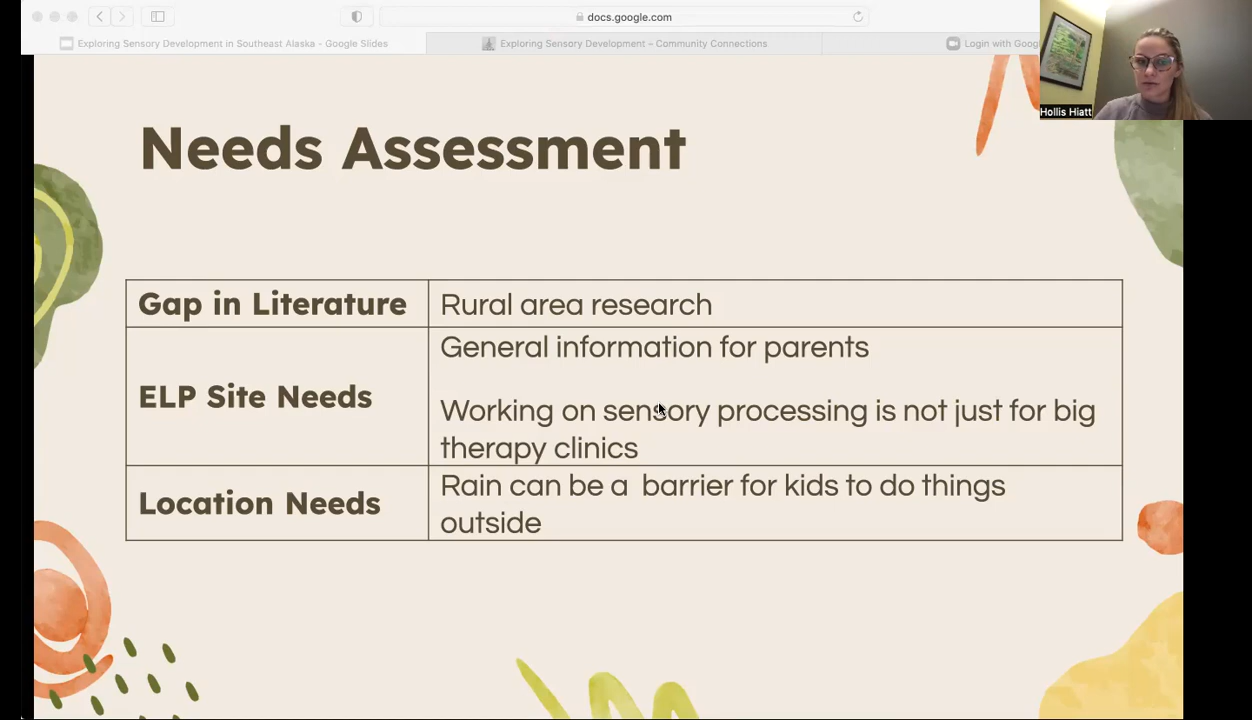 docs.google.com
Exploring Sensory Development in Southeast Alaska - Google Slides
Exploring Sensory Development – Community Connections
Login with Goog
Hollis Hiatt
Needs Assessment
Gap in Literature
Rural area research
ELP Site Needs
General information for parents
Working on sensory processing is not just for big
therapy clinics
Location Needs
Rain can be a  barrier for kids to do things
outside